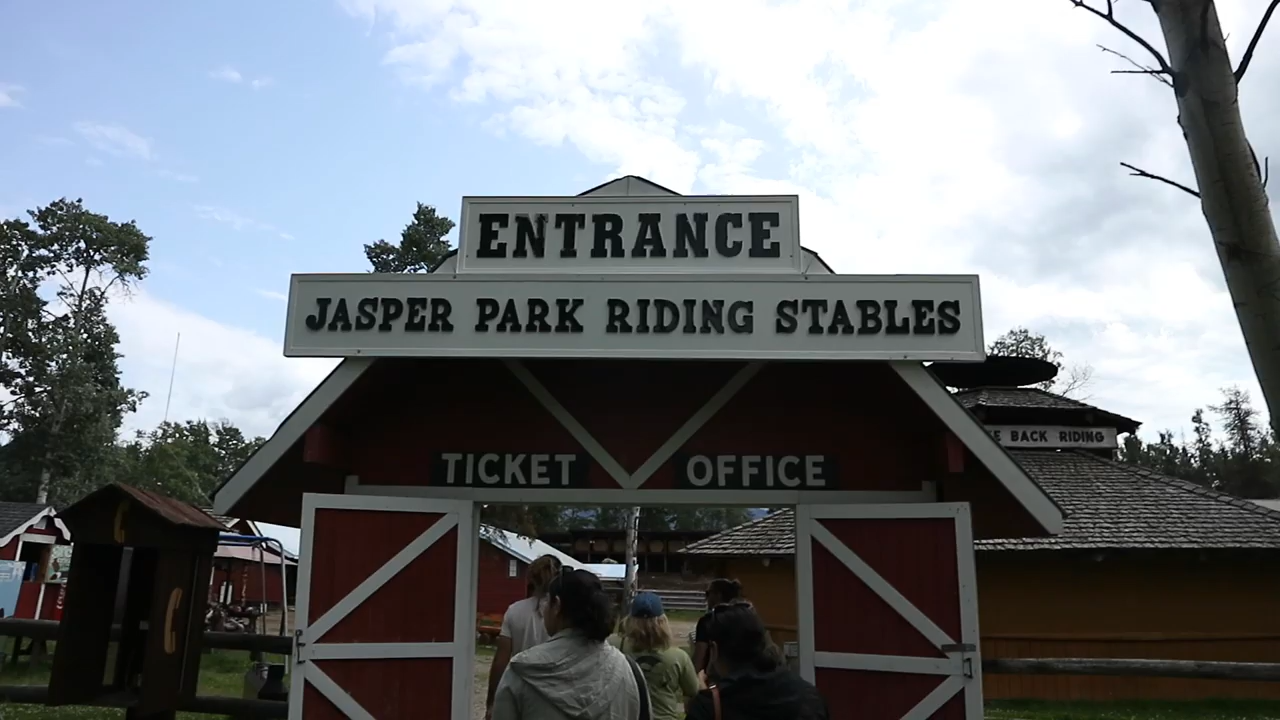 ENTRANCE
JASPER PARK RIDING STABLES
BACK RIDING
TICKET OFFICE